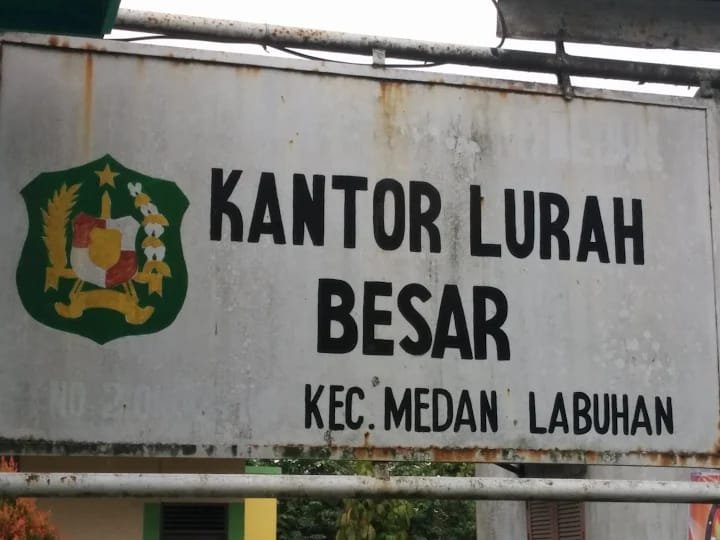 KANTOR LURAH
BESAR
KEC. MEDAN LABUHAN